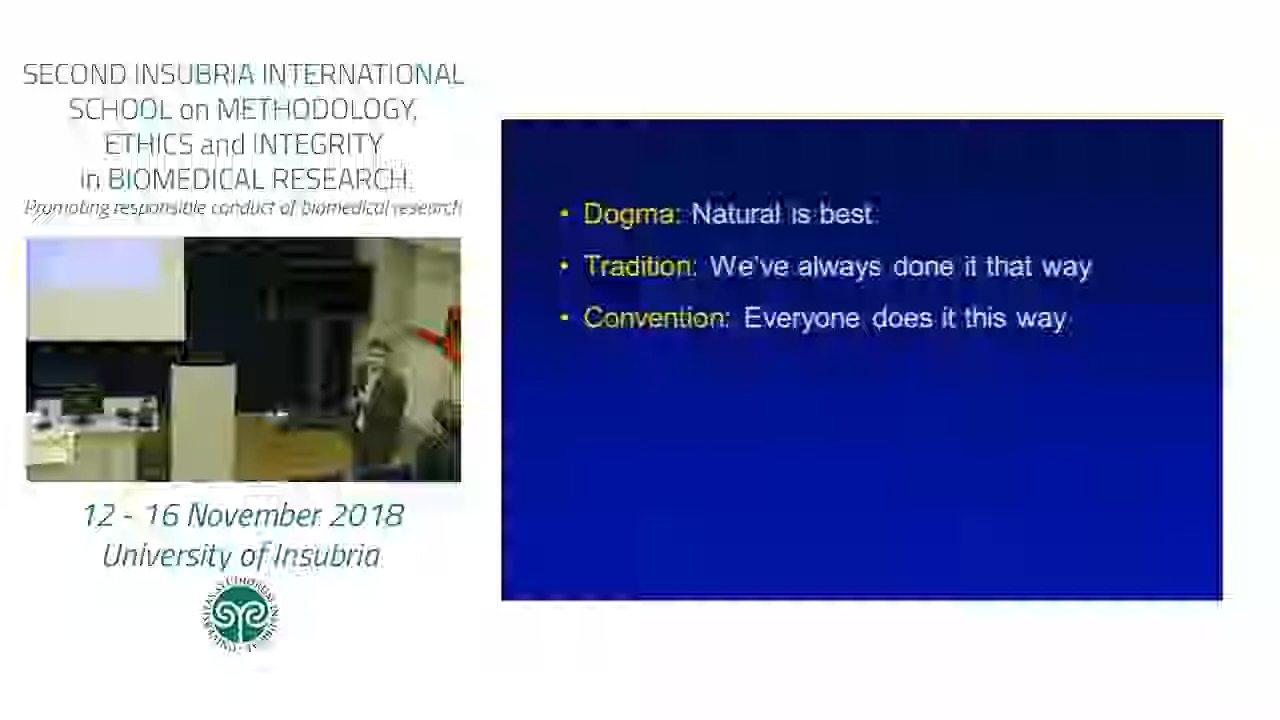 SECOND INSUBRIA INTERNATIONAL
SCHOOL on METHODOLOGY,
ETHICS and INTEGRITY
in BIOMEDICAL RESEARCH.
Promoting responsible conduct of biomedical research
12 - 16 November 2018
University of Insubria
• Dogma: Natural is best
• Tradition: We've always done it that way
• Convention: Everyone does it this way